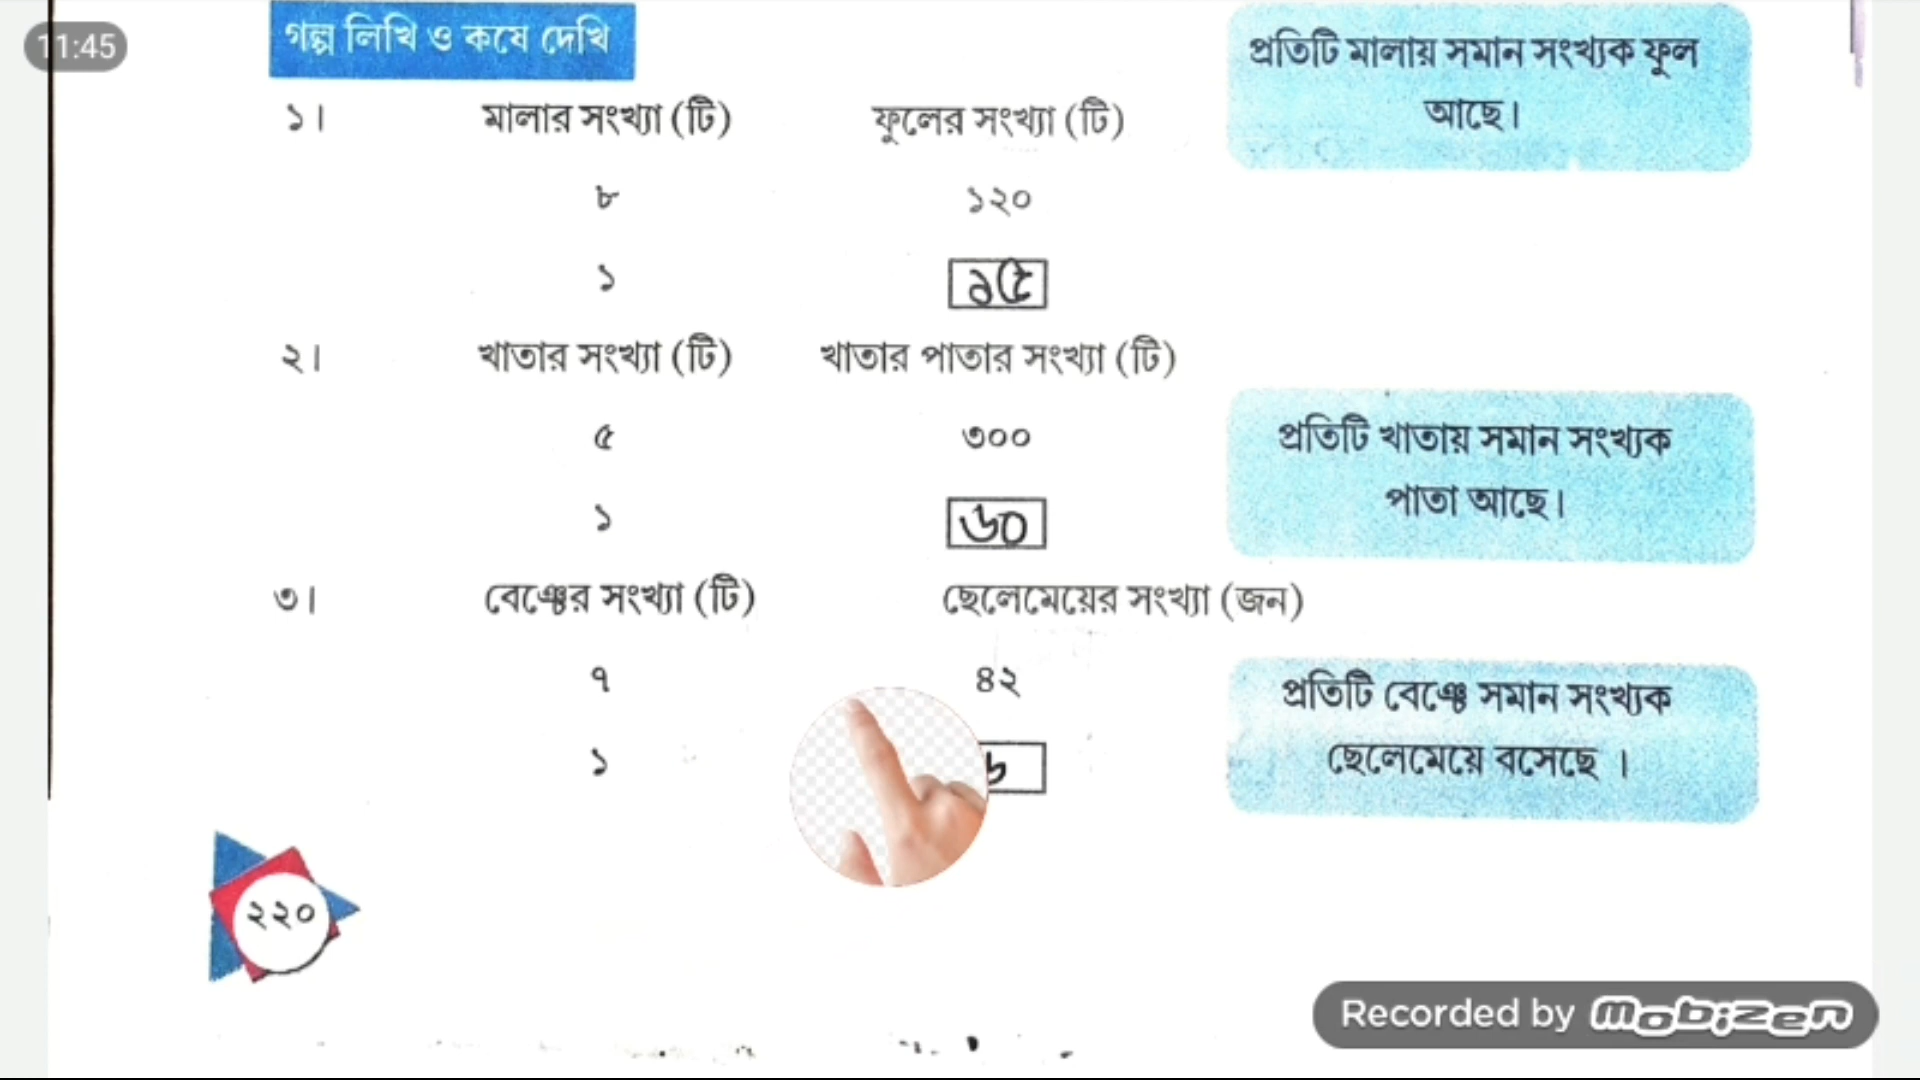 11:45
গল্প লিখি ও কষে দেখি
প্রতিটি মালায় সমান সংখ্যক ফুল
আছে।
১। মালার সংখ্যা (টি) ফুলের সংখ্যা (টি)
৮ ১২০
১ ১৫
২। খাতার সংখ্যা (টি) খাতার পাতার সংখ্যা (টি)
৫ ৩০০
১ ৬০
প্রতিটি খাতায় সমান সংখ্যক
পাতা আছে।
৩। বেঞ্চের সংখ্যা (টি) ছেলেমেয়ের সংখ্যা (জন)
৭ ৪২
১ ৬
প্রতিটি বেঞ্চে সমান সংখ্যক
ছেলেমেয়ে বসেছে ।
২২০
Recorded by mobizen